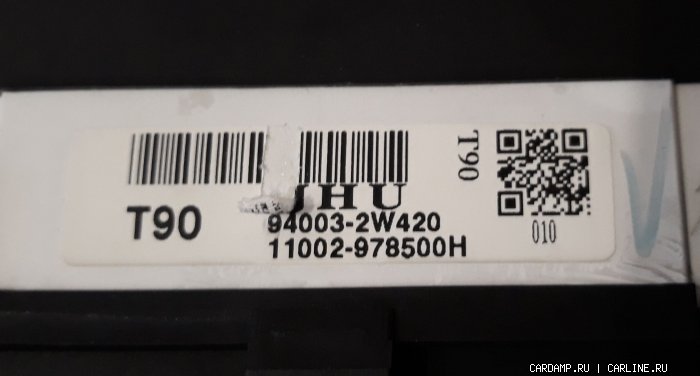 T90
JHU
T90
94003-2W420
11002-978500H
010
CARDAMP.RU | CARLINE.RU